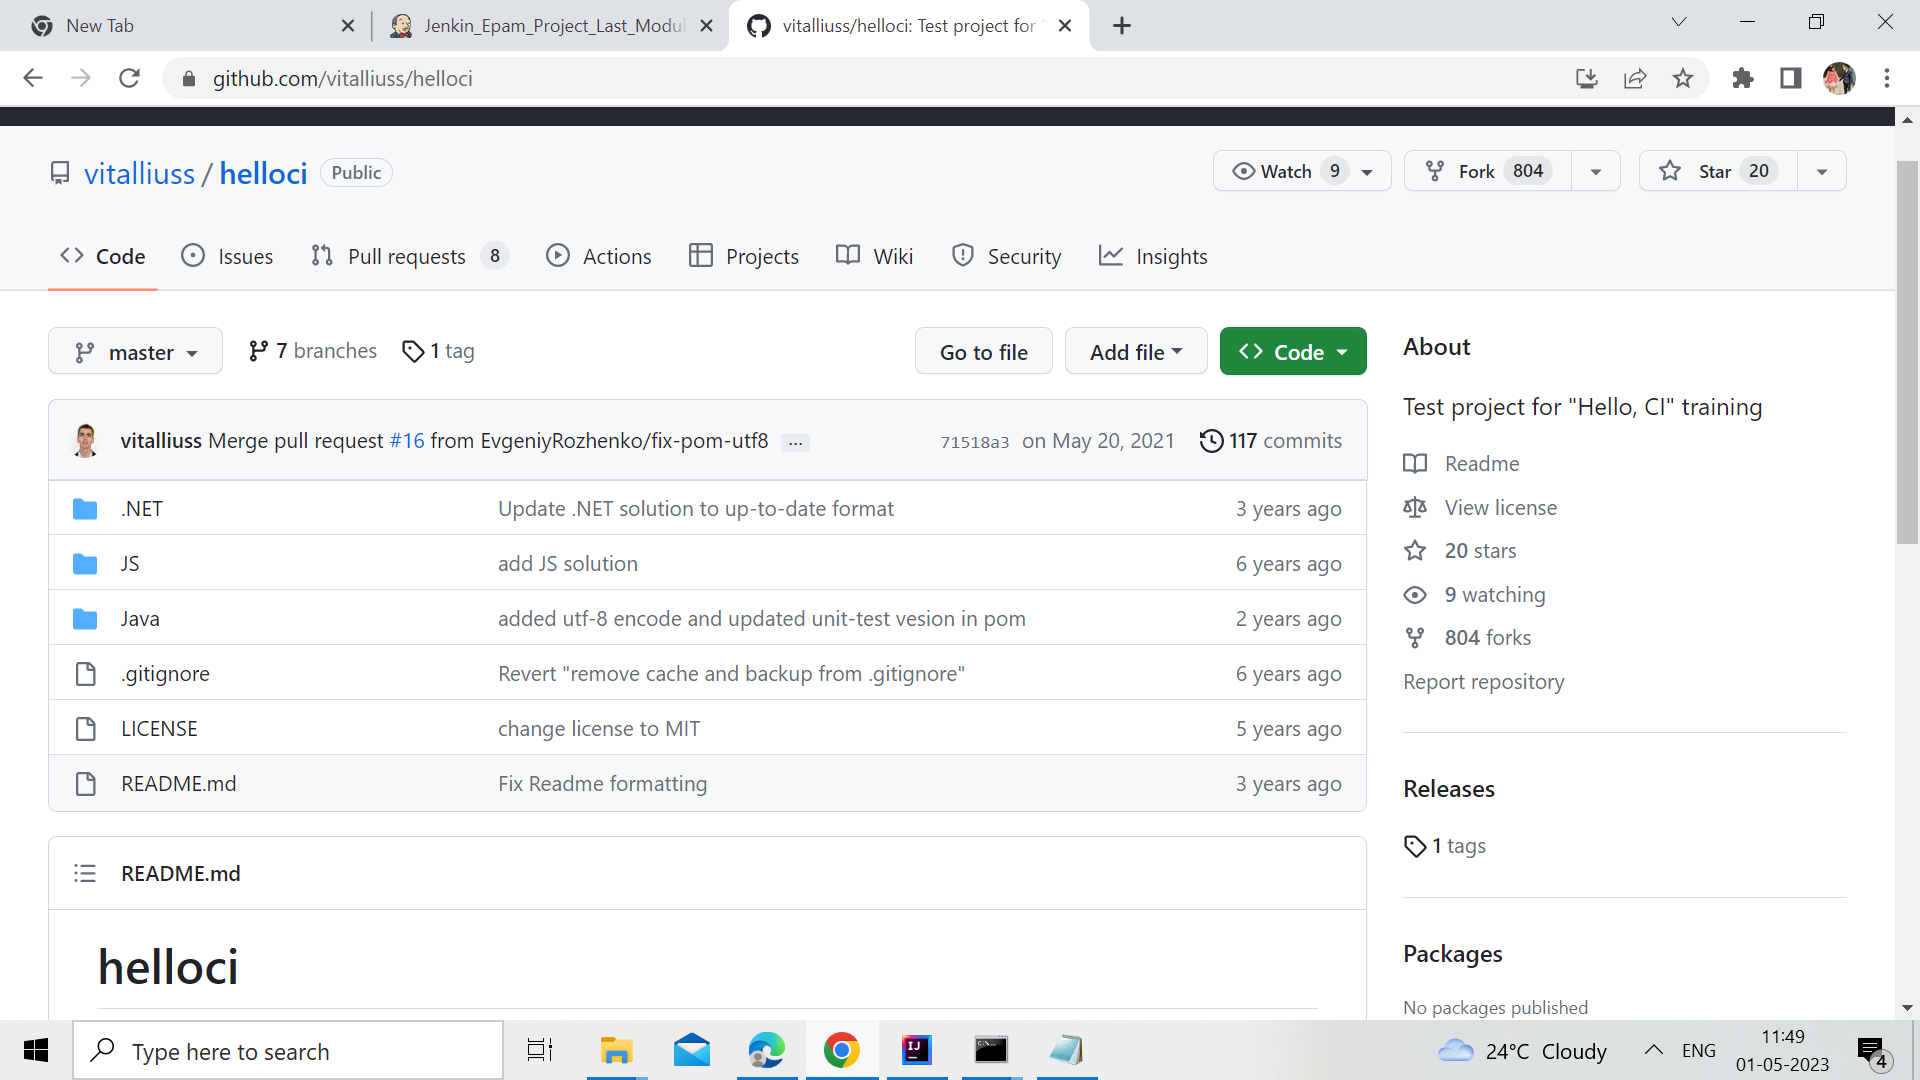 New Tab
Jenkin_Epam_Project_Last_Modul
vitalliuss/helloci: Test project for
github.com/vitalliuss/helloci
vitalliuss / helloci Public
Watch 9
Fork 804
Star 20
Code
Issues
Pull requests 8
Actions
Projects
Wiki
Security
Insights
master
7 branches
1 tag
Go to file
Add file
Code
vitalliuss Merge pull request #16 from EvgeniyRozhenko/fix-pom-utf8 ... 71518a3 on May 20, 2021 117 commits
.NET Update .NET solution to up-to-date format 3 years ago
JS add JS solution 6 years ago
Java added utf-8 encode and updated unit-test vesion in pom 2 years ago
.gitignore Revert "remove cache and backup from .gitignore" 6 years ago
LICENSE change license to MIT 5 years ago
README.md Fix Readme formatting 3 years ago
README.md
helloci
About
Test project for "Hello, CI" training
Readme
View license
20 stars
9 watching
804 forks
Report repository
Releases
1 tags
Packages
No packages published
Type here to search
IJ
C:\
24°C Cloudy
ENG
11:49
01-05-2023
4